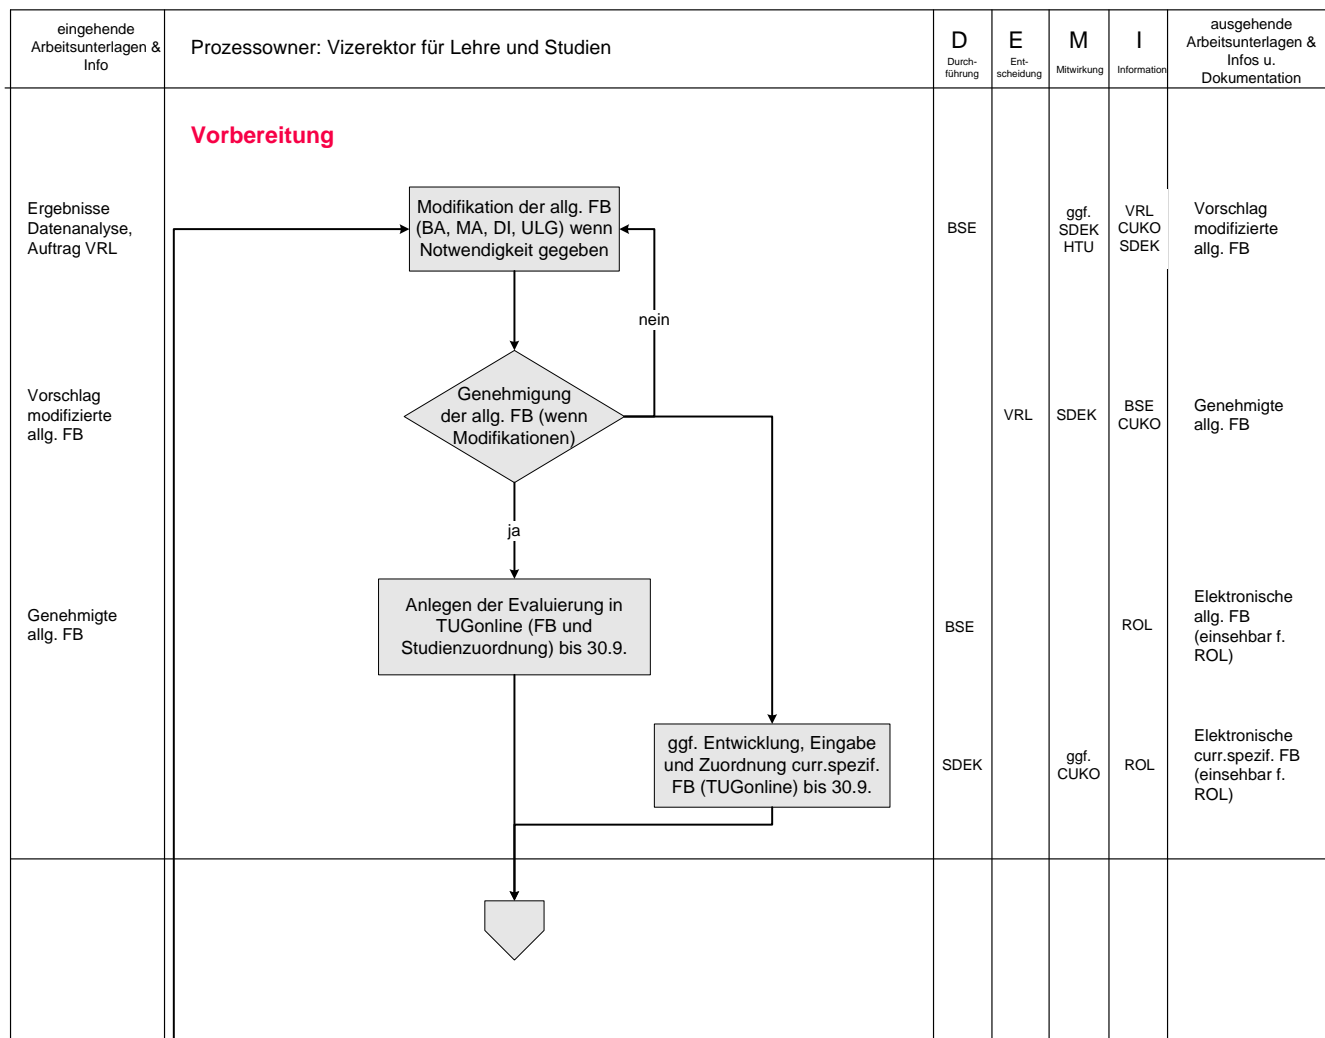 eingehende
Arbeitsunterlagen &
Info
Prozessowner: Vizerektor für Lehre und Studien
D
Durch-
führung
E
Ent-
scheidung
M
Mitwirkung
I
Information
ausgehende
Arbeitsunterlagen &
Infos u.
Dokumentation
Vorbereitung
Ergebnisse
Datenanalyse,
Auftrag VRL
Modifikation der allg. FB
(BA, MA, DI, ULG) wenn
Notwendigkeit gegeben
BSE
ggf.
SDEK
HTU
VRL
CUKO
SDEK
Vorschlag
modifizierte
allg. FB
nein
Vorschlag
modifizierte
allg. FB
Genehmigung
der allg. FB (wenn
Modifikationen)
VRL
SDEK
BSE
CUKO
Genehmigte
allg. FB
ja
Genehmigte
allg. FB
Anlegen der Evaluierung in
TUGonline (FB und
Studienzuordnung) bis 30.9.
BSE
ROL
Elektronische
allg. FB
(einsehbar f.
ROL)
ggf. Entwicklung, Eingabe
und Zuordnung curr.spezif.
FB (TUGonline) bis 30.9.
SDEK
ggf.
CUKO
ROL
Elektronische
curr.spezif. FB
(einsehbar f.
ROL)